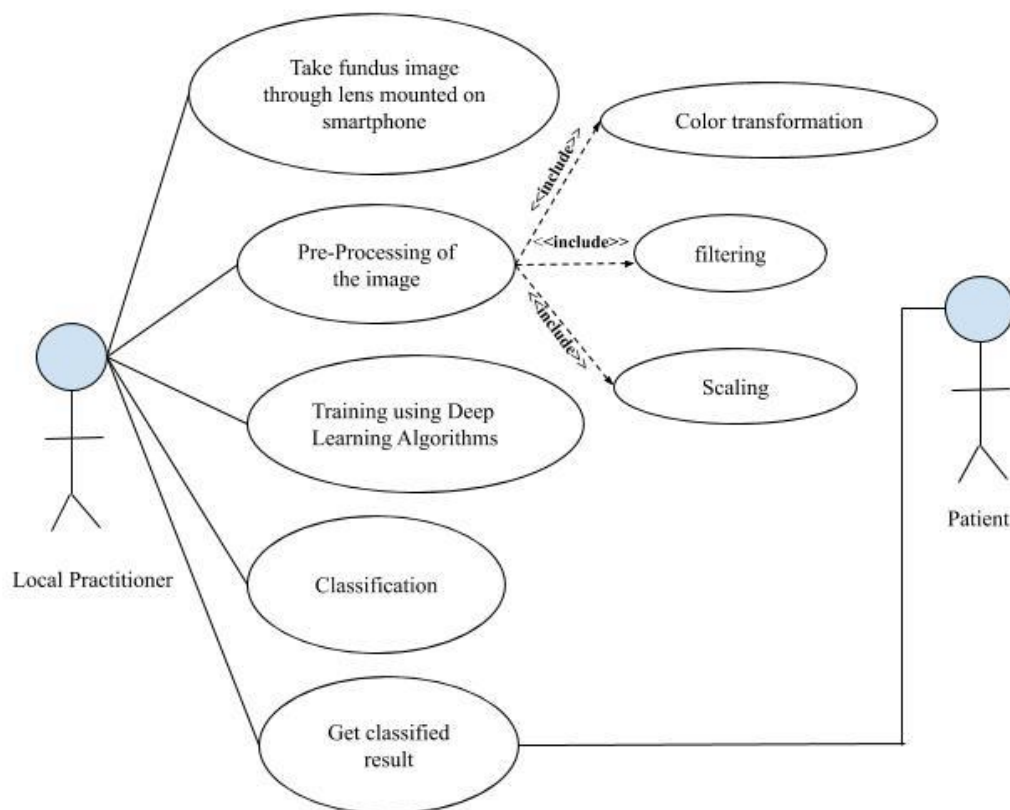 Take fundus image
through lens mounted on
smartphone
Color transformation
<<include>>
Pre-Processing of
the image
<<include>>
filtering
<<include>>
Scaling
Training using Deep
Learning Algorithms
Patient
Local Practitioner
Classification
Get classified
result